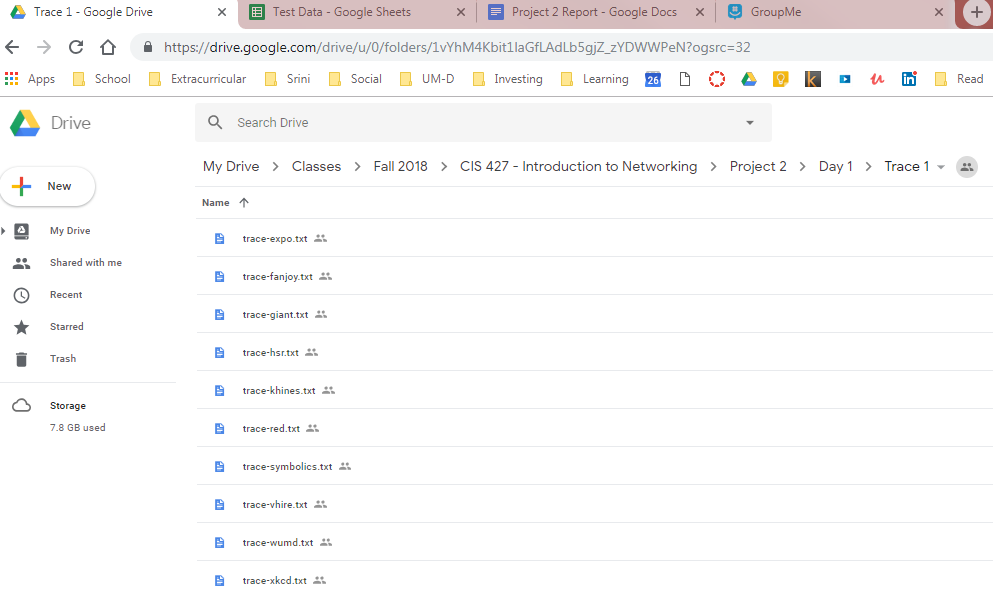 Trace 1 - Google Drive
Test Data - Google Sheets
Project 2 Report - Google Docs
GroupMe
https://drive.google.com/drive/u/0/folders/1vYhM4Kbit1IaGfLAdLb5gjZ_zYDWWPeN?ogsrc=32
Apps School Extracurricular Srini Social UM-D Investing Learning 26 k in Read
Drive
Search Drive
My Drive > Classes > Fall 2018 > CIS 427 - Introduction to Networking > Project 2 > Day 1 > Trace 1
New
My Drive
Shared with me
Recent
Starred
Trash
Storage
7.8 GB used
Name
trace-expo.txt
trace-fanjoy.txt
trace-giant.txt
trace-hsr.txt
trace-khines.txt
trace-red.txt
trace-symbolics.txt
trace-vhire.txt
trace-wumd.txt
trace-xkcd.txt